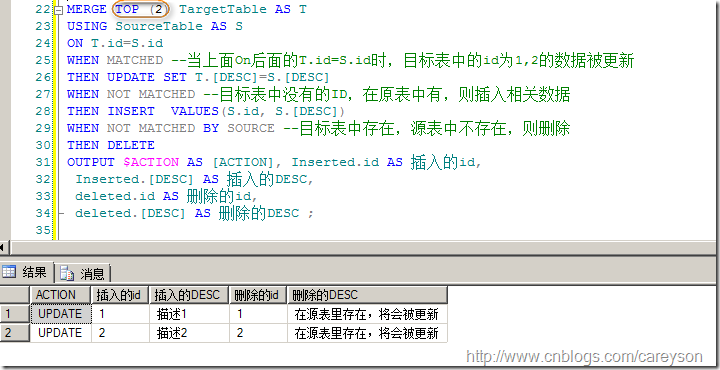 22 MERGE TOP (2) TargetTable AS T
23 USING SourceTable AS S
24 ON T.id=S.id
25 WHEN MATCHED --当上面On后面的T.id=S.id时，目标表中的id为1,2的数据被更新
26 THEN UPDATE SET T.[DESC]=S.[DESC]
27 WHEN NOT MATCHED --目标表中没有的ID，在原表中有，则插入相关数据
28 THEN INSERT  VALUES(S.id, S.[DESC])
29 WHEN NOT MATCHED BY SOURCE --目标表中存在，源表中不存在，则删除
30 THEN DELETE
31 OUTPUT $ACTION AS [ACTION], Inserted.id AS 插入的id,
32 Inserted.[DESC] AS 插入的DESC,
33 deleted.id AS 删除的id,
34 deleted.[DESC] AS 删除的DESC ;
35
结果 消息
ACTION 插入的id 插入的DESC 删除的id 删除的DESC
1 UPDATE 1 描述1 1 在源表里存在，将会被更新
2 UPDATE 2 描述2 2 在源表里存在，将会被更新
http://www.cnblogs.com/careyson